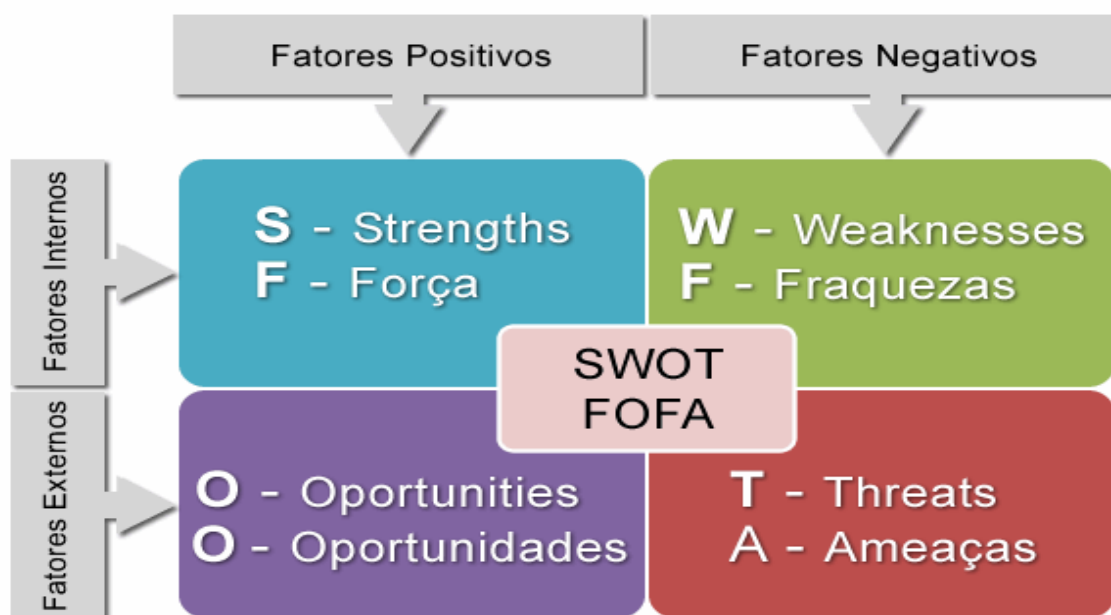 Fatores Positivos
Fatores Negativos
Fatores Internos
S - Strengths
F - Força
W - Weaknesses
F - Fraquezas
SWOT
FOFA
Fatores Externos
O - Oportunities
O - Oportunidades
T - Threats
A - Ameaças